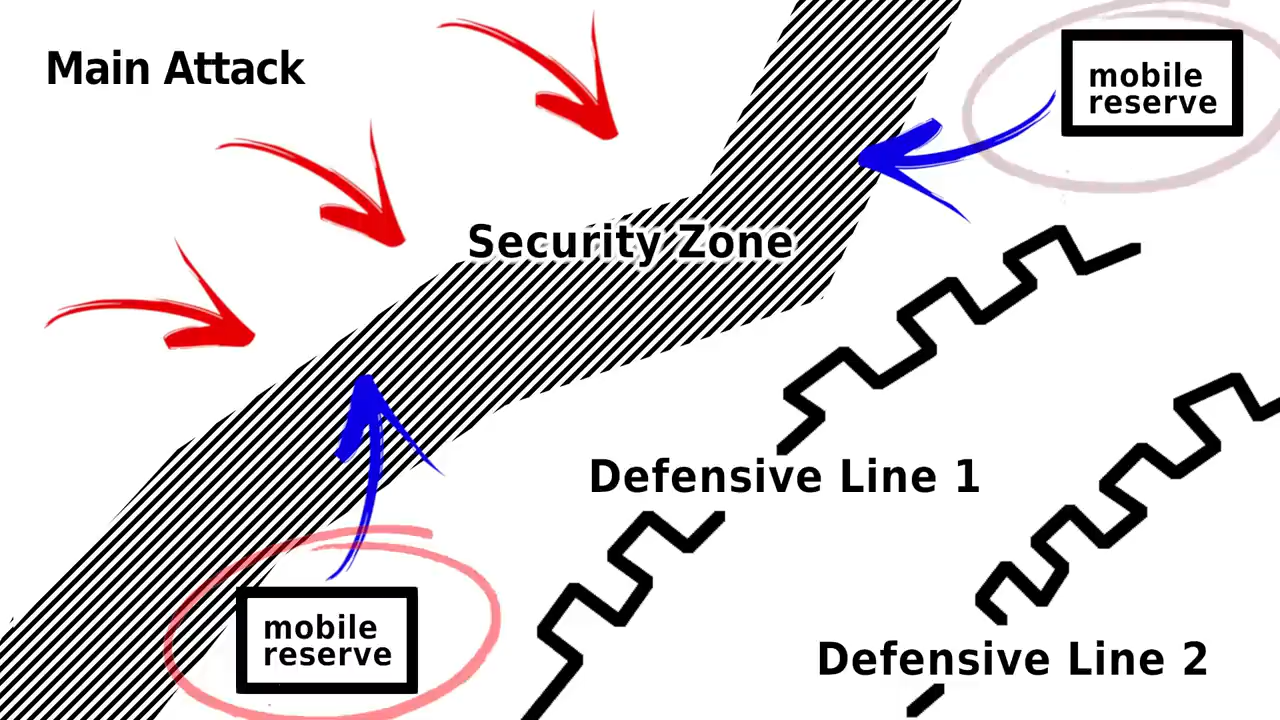 Main Attack
mobile
reserve
Security Zone
Defensive Line 1
mobile
reserve
Defensive Line 2